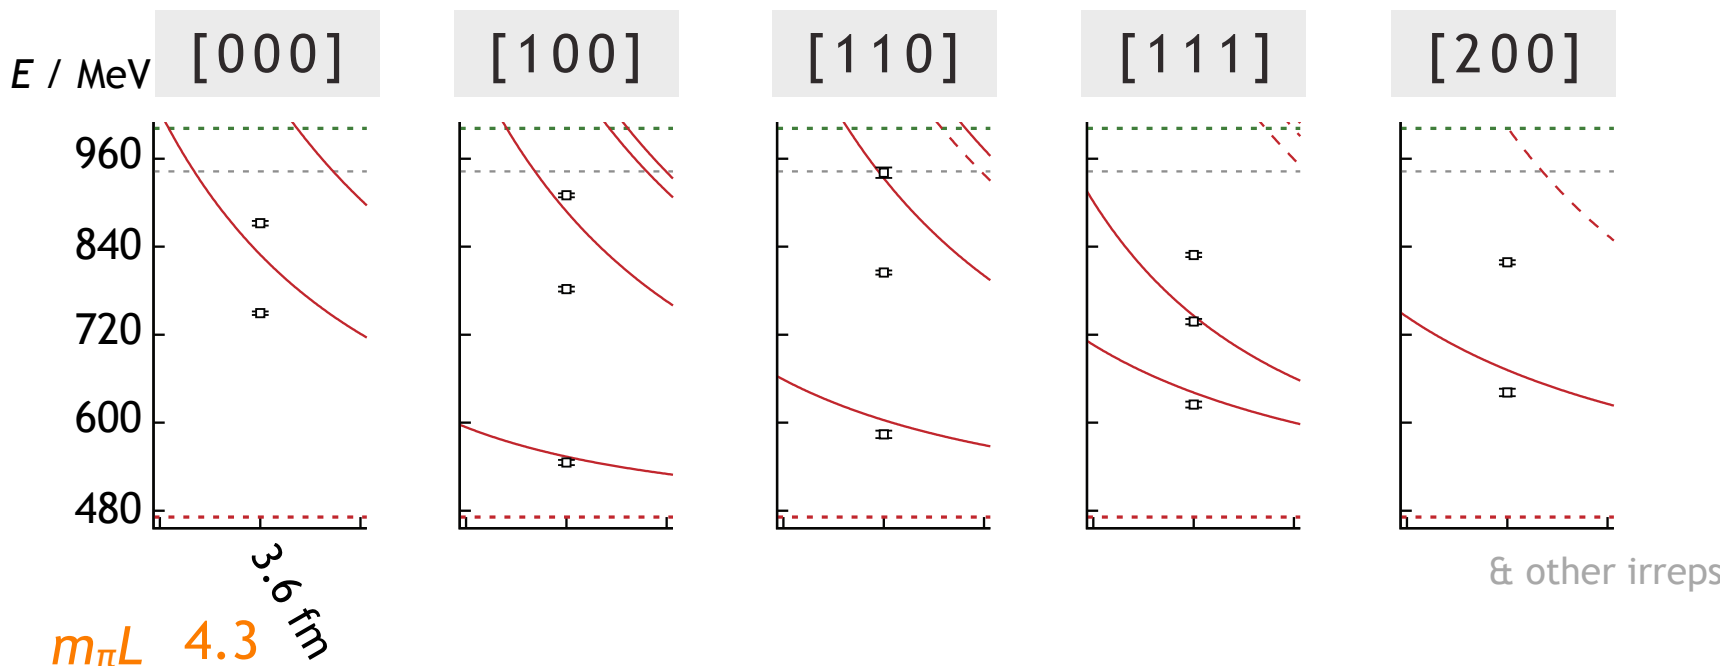 [000] [100] [110] [111] [200]
E / MeV
960
840
720
600
480
3.6 fm
& other irreps
mπL 4.3